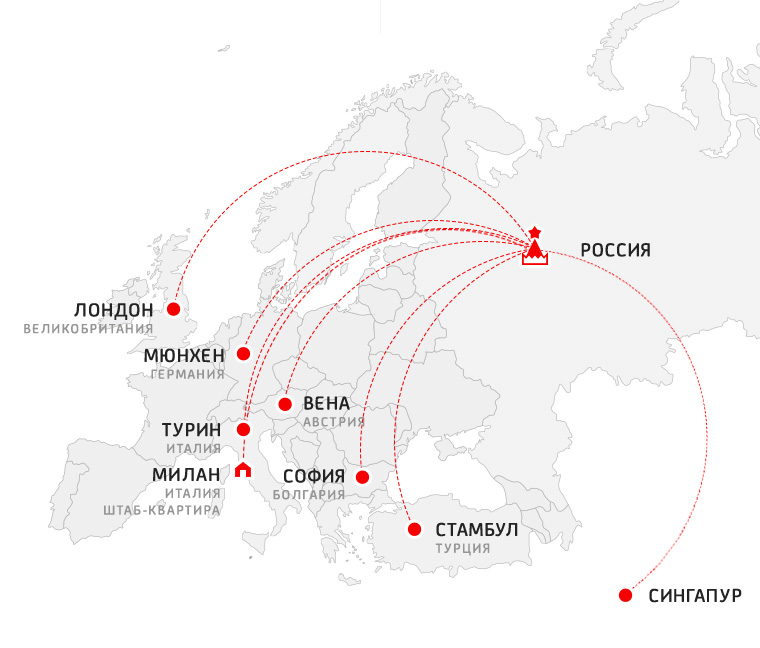 РОССИЯ
ЛОНДОН
ВЕЛИКОБРИТАНИЯ
МЮНХЕН
ГЕРМАНИЯ
ВЕНА
АВСТРИЯ
ТУРИН
ИТАЛИЯ
МИЛАН
ИТАЛИЯ
ШТАБ-КВАРТИРА
СОФИЯ
БОЛГАРИЯ
СТАМБУЛ
ТУРЦИЯ
СИНГАПУР